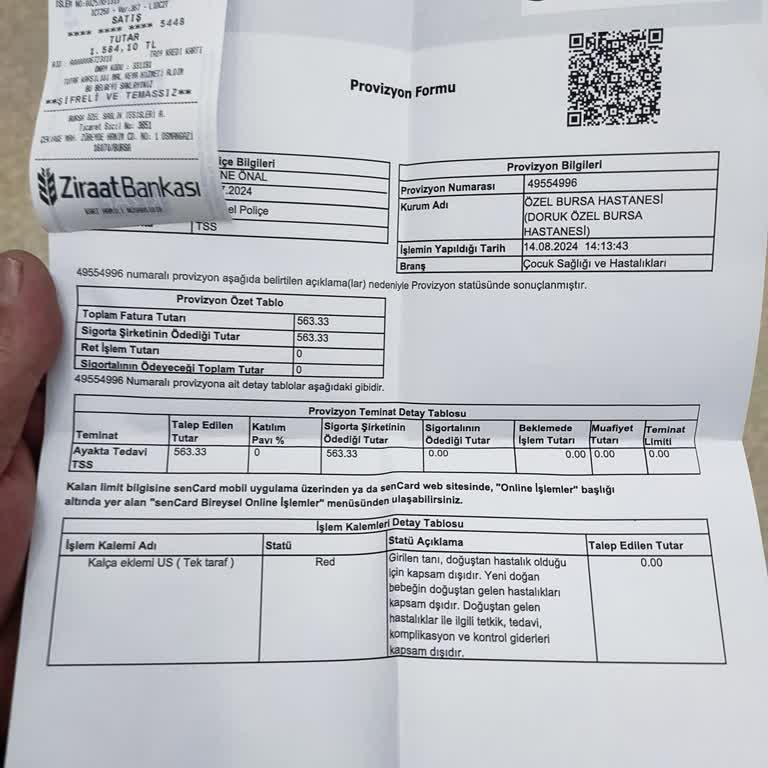 SATIŞ
**** **** **** 5448
TUTAR
1.584,10 TL
**ŞİFRELİ VE TEMASSIZ**
Ticaret Sicil No: 3851
16070/BURSA
ZiraatBankası
Provizyon Formu
içe Bilgileri
NE ÖNAL
7.2024
el Poliçe
TSS
Provizyon Bilgileri
Provizyon Numarası 49554996
Kurum Adı ÖZEL BURSA HASTANESİ
(DORUK ÖZEL BURSA
HASTANESİ)
İşlemin Yapıldığı Tarih 14.08.2024 14:13:43
Branş Çocuk Sağlığı ve Hastalıkları
49554996 numaralı provizyon aşağıda belirtilen açıklama(lar) nedeniyle Provizyon statüsünde sonuçlanmıştır.
Provizyon Özet Tablo
Toplam Fatura Tutarı 563.33
Sigorta Şirketinin Ödediği Tutar 563.33
Ret İşlem Tutarı 0
Sigortalının Ödeyeceği Toplam Tutar 0
49554996 Numaralı provizyona ait detay tablolar aşağıdaki gibidir.
Provizyon Teminat Detay Tablosu
Teminat Talep Edilen Tutar Katılım Payı % Sigorta Şirketinin Ödediği Tutar Sigortalının Ödediği Tutar Beklemede İşlem Tutarı Muafiyet Tutarı Teminat Limiti
Ayakta Tedavi TSS 563.33 0 563.33 0.00 0.00 0.00 0.00
Kalan limit bilgisine senCard mobil uygulama üzerinden ya da senCard web sitesinde, "Online İşlemler" başlığı
altında yer alan "senCard Bireysel Online İşlemler" menüsünden ulaşabilirsiniz.
İşlem Kalemleri Detay Tablosu
İşlem Kalemi Adı Statü Statü Açıklama Talep Edilen Tutar
Kalça eklemi US ( Tek taraf ) Red Girilen tanı, doğuştan hastalık olduğu 0.00
için kapsam dışıdır. Yeni doğan
bebeğin doğuştan gelen hastalıkları
kapsam dşıdır. Doğuştan gelen
hastalıklar ile ilgili tetkik, tedavi,
komplikasyon ve kontrol giderleri
kapsam dışıdır.